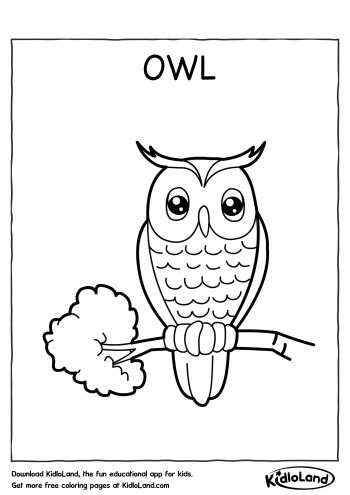 OWL
Download KidloLand, the fun educational app for kids.
Get more free coloring pages at KidloLand.com
KidloLand